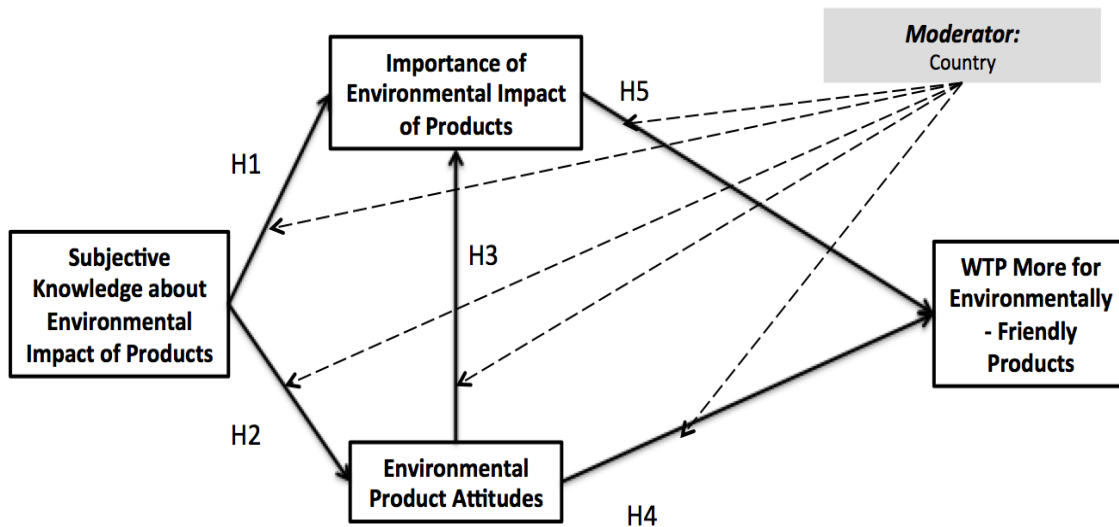 Moderator:
Country
Importance of
Environmental Impact
of Products
H5
H1
Subjective
Knowledge about
Environmental
Impact of Products
H3
WTP More for
Environmentally
- Friendly
Products
H2
Environmental
Product Attitudes
H4